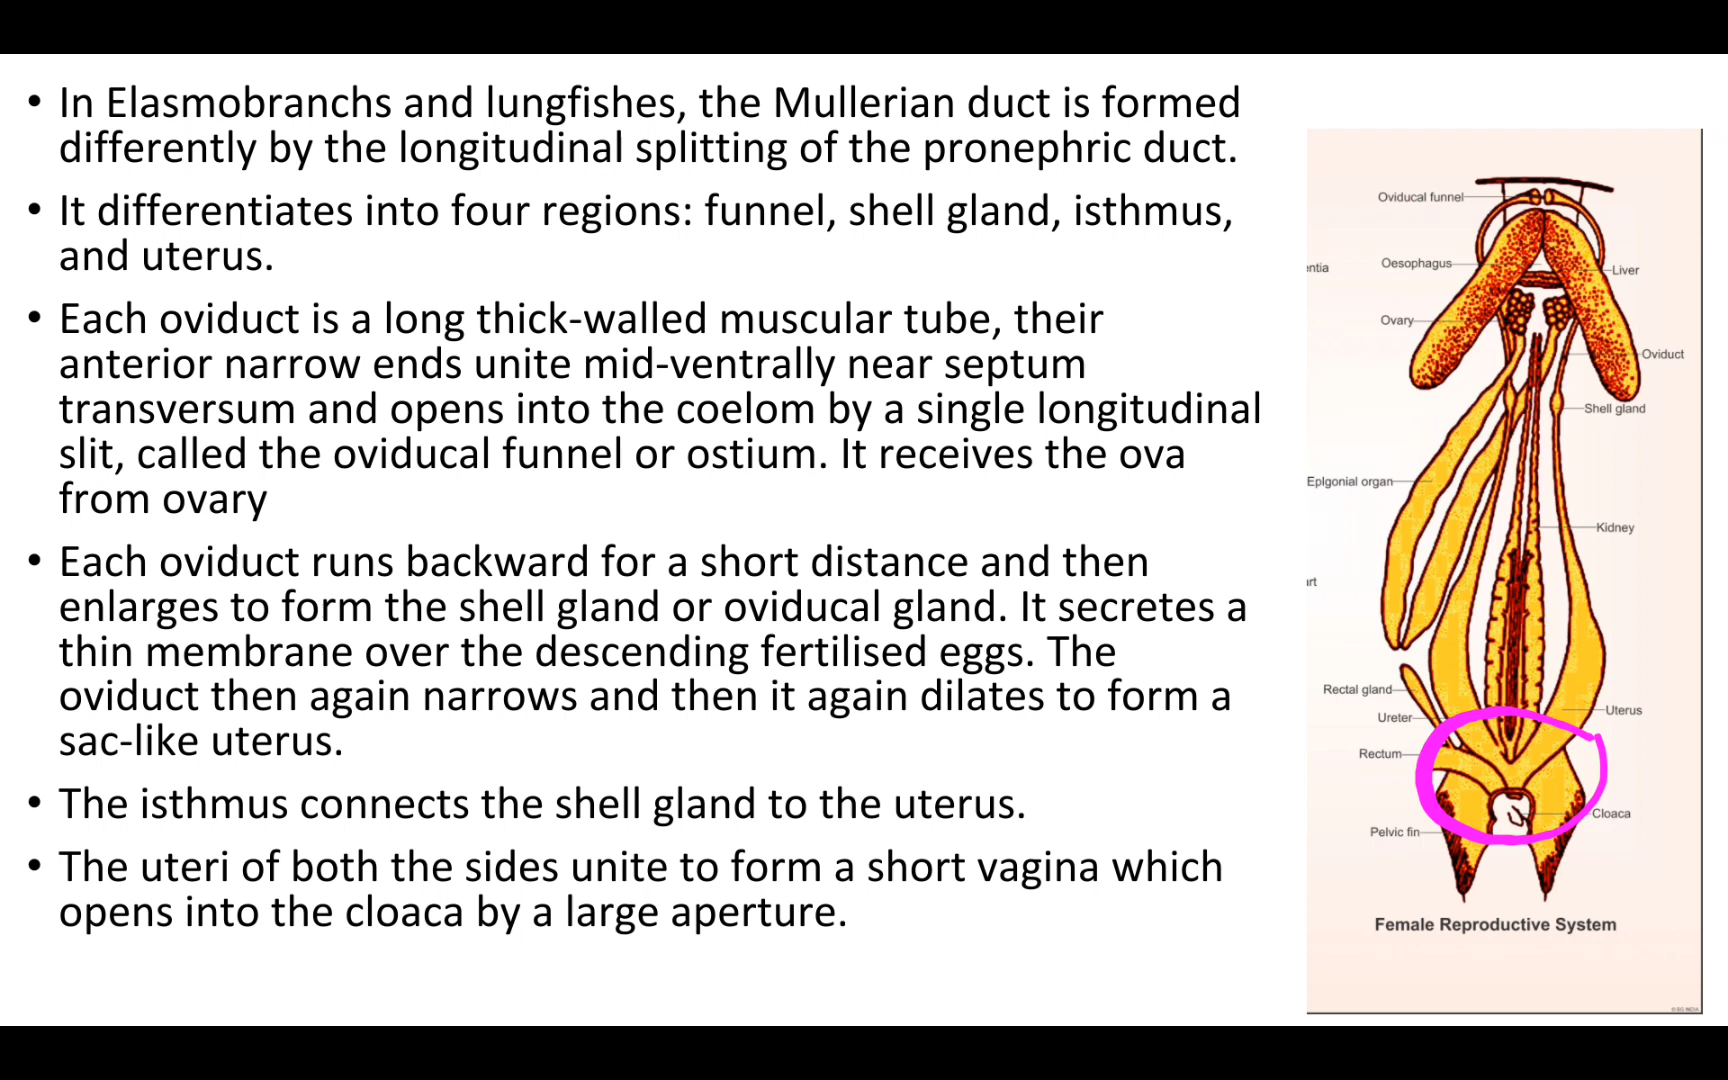 • In Elasmobranchs and lungfishes, the Mullerian duct is formed
differently by the longitudinal splitting of the pronephric duct.
• It differentiates into four regions: funnel, shell gland, isthmus,
and uterus.
• Each oviduct is a long thick-walled muscular tube, their
anterior narrow ends unite mid-ventrally near septum
transversum and opens into the coelom by a single longitudinal
slit, called the oviducal funnel or ostium. It receives the ova
from ovary
• Each oviduct runs backward for a short distance and then
enlarges to form the shell gland or oviducal gland. It secretes a
thin membrane over the descending fertilised eggs. The
oviduct then again narrows and then it again dilates to form a
sac-like uterus.
• The isthmus connects the shell gland to the uterus.
• The uteri of both the sides unite to form a short vagina which
opens into the cloaca by a large aperture.
Oviducal funnel
Oesophagus
entia
Liver
Ovary
Oviduct
Shell gland
Eplgonial organ
Kidney
art
Rectal gland
Uterus
Ureter
Rectum
Cloaca
Pelvic fin
Female Reproductive System